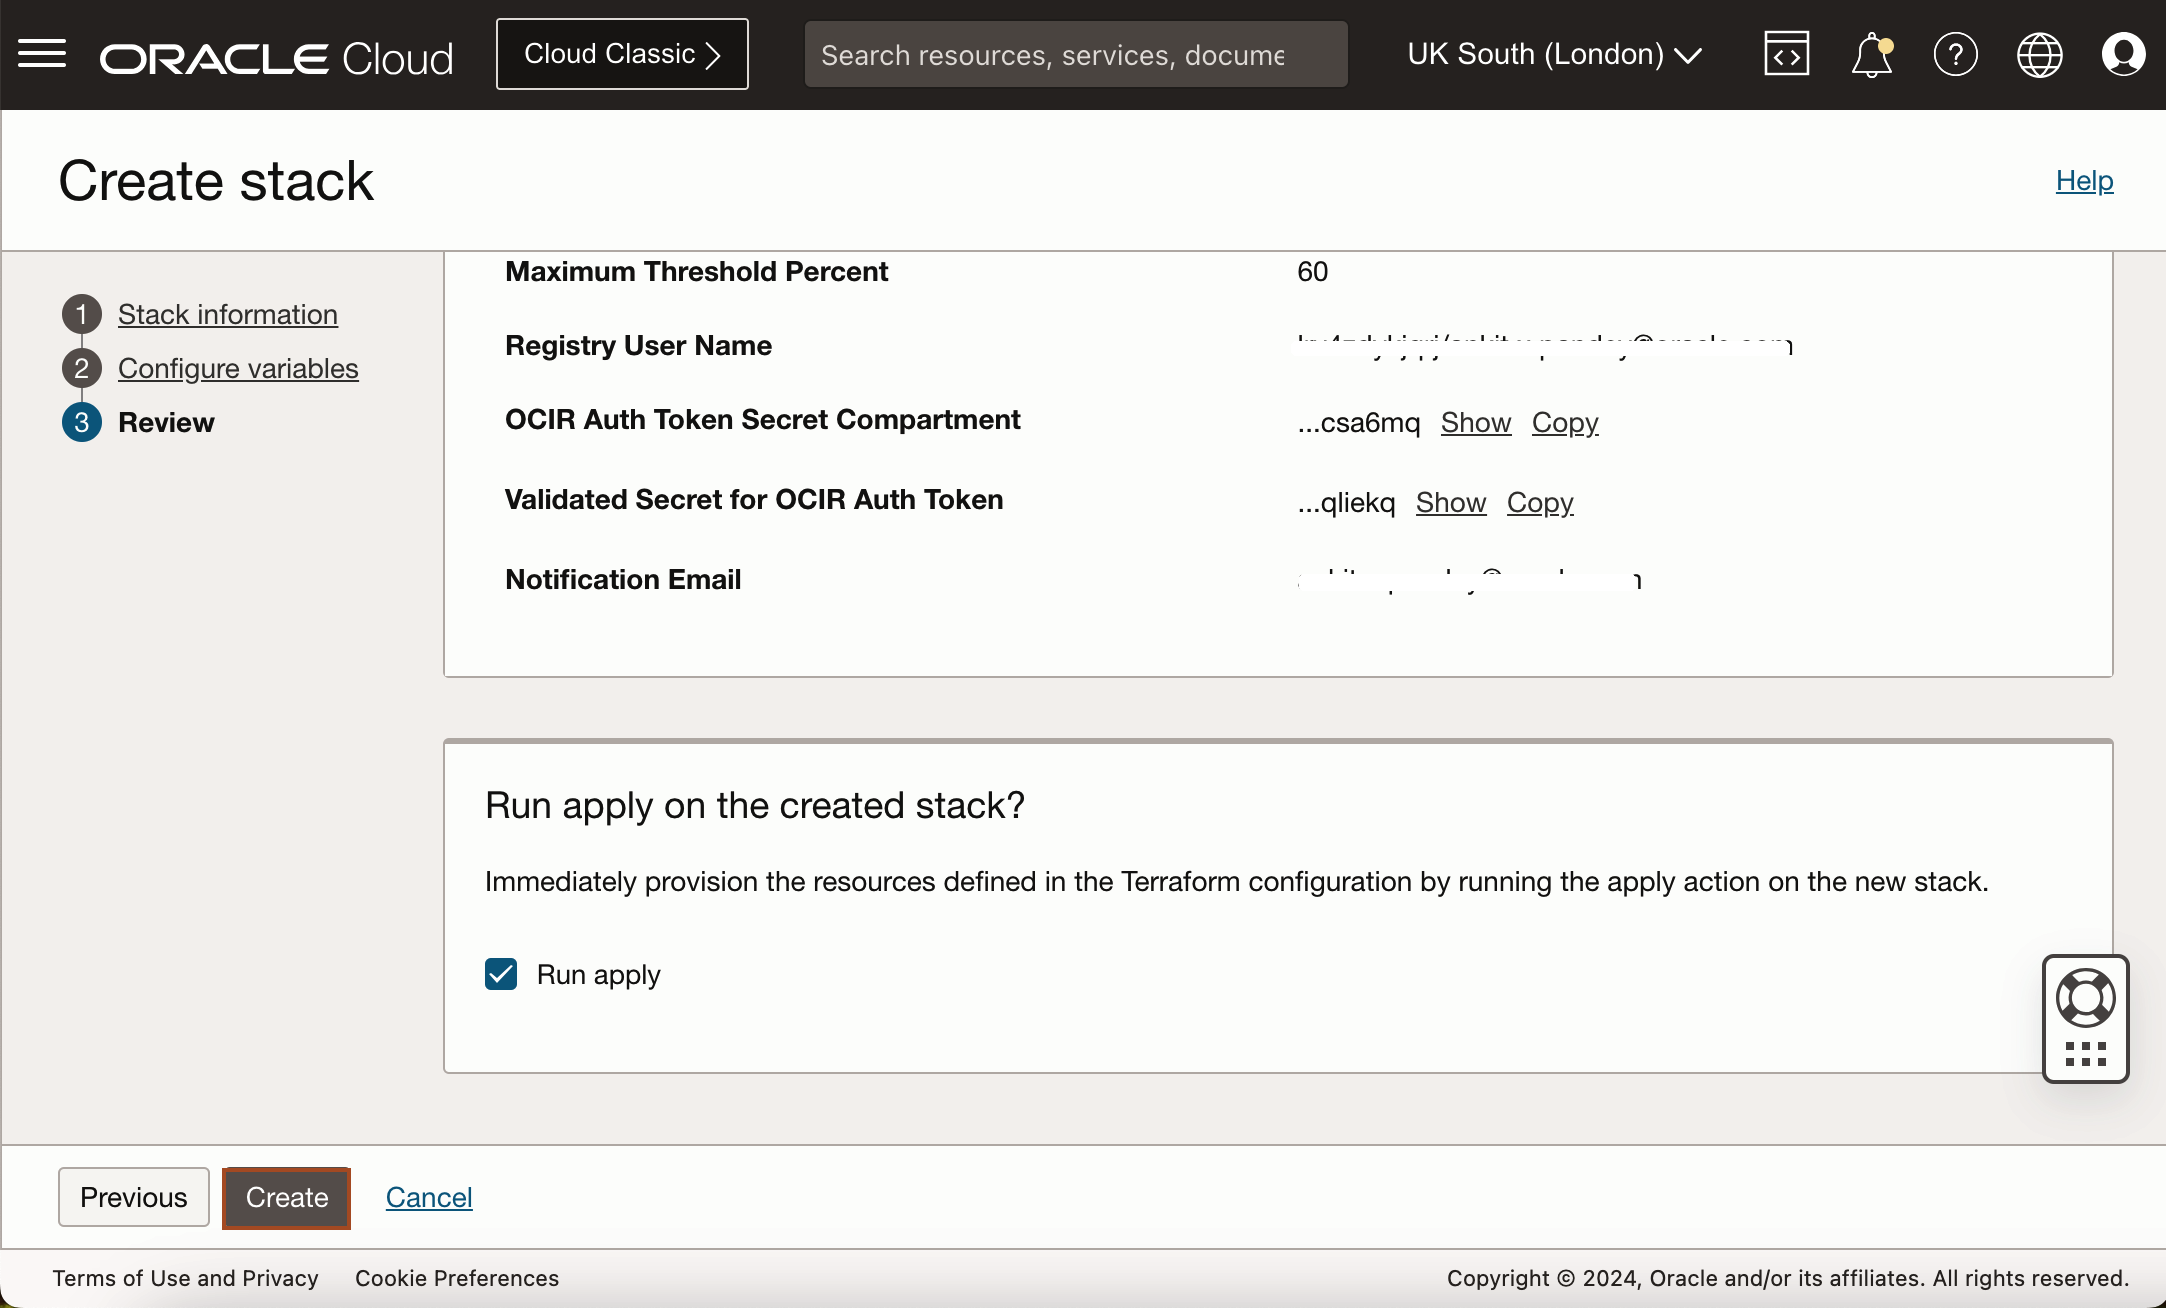 ORACLE Cloud
Cloud Classic
Search resources, services, docume
UK South (London)
Create stack
Help
1 Stack information
2 Configure variables
3 Review
Maximum Threshold Percent 60
Registry User Name
OCIR Auth Token Secret Compartment ...csa6mq Show Copy
Validated Secret for OCIR Auth Token ...qliekq Show Copy
Notification Email
Run apply on the created stack?
Immediately provision the resources defined in the Terraform configuration by running the apply action on the new stack.
Run apply
Previous Create Cancel
Terms of Use and Privacy Cookie Preferences Copyright © 2024, Oracle and/or its affiliates. All rights reserved.